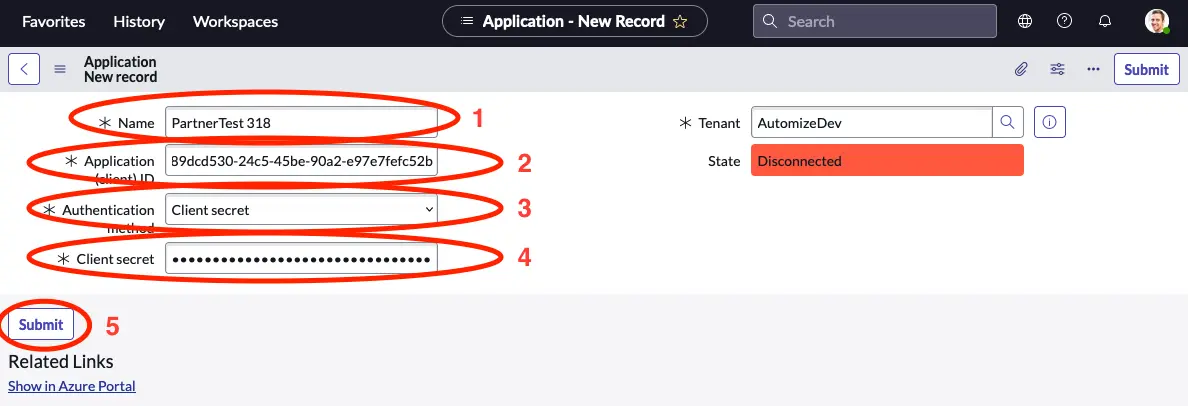 Favorites History Workspaces Application - New Record Search
Application
New record
Submit
Name PartnerTest 318 1
Tenant AutomizeDev
Application (client) ID 89dcd530-24c5-45be-90a2-e97e7fefc52b 2
State Disconnected
Authentication method Client secret 3
Client secret •••••••••••••••••••••••••••••••• 4
Submit 5
Related Links
Show in Azure Portal